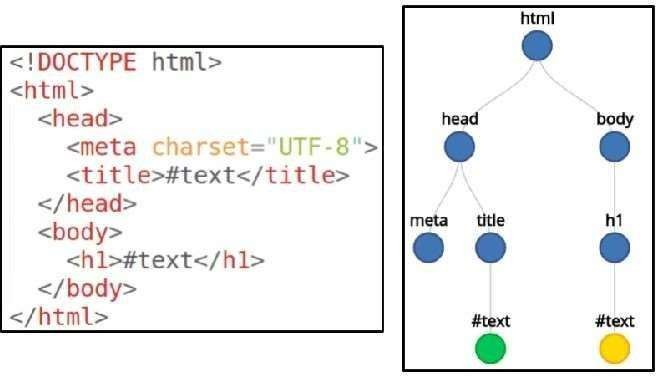 <!DOCTYPE html>
<html>
<head>
<meta charset="UTF-8">
<title>#text</title>
</head>
<body>
<h1>#text</h1>
</body>
</html>
html
head body
meta title h1
#text #text